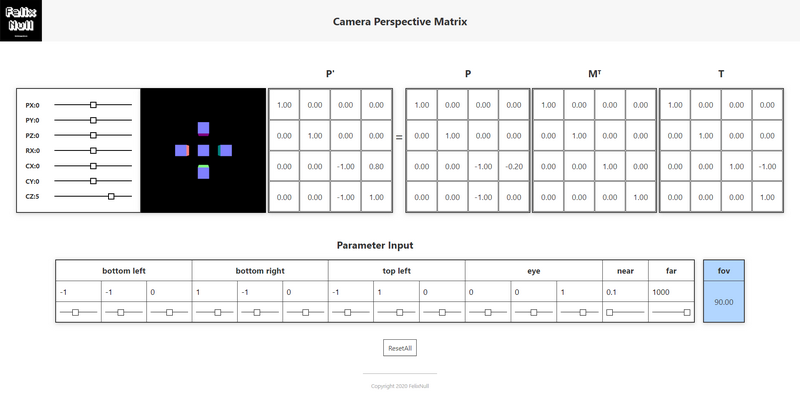 Felix
Null
Camera Perspective Matrix
P' P Mᵀ T
PX:0
PY:0
PZ:0
RX:0
CX:0
CY:0
CZ:5
1.00 0.00 0.00 0.00
0.00 1.00 0.00 0.00
0.00 0.00 -1.00 0.80
0.00 0.00 -1.00 1.00
=
1.00 0.00 0.00 0.00
0.00 1.00 0.00 0.00
0.00 0.00 -1.00 -0.20
0.00 0.00 -1.00 0.00
1.00 0.00 0.00 0.00
0.00 1.00 0.00 0.00
0.00 0.00 1.00 0.00
0.00 0.00 0.00 1.00
1.00 0.00 0.00 0.00
0.00 1.00 0.00 0.00
0.00 0.00 1.00 -1.00
0.00 0.00 0.00 1.00
Parameter Input
bottom left bottom right top left eye near far fov
-1 -1 0 1 -1 0 -1 1 0 0 0 1 0.1 1000 90.00
ResetAll
Copyright 2020 FelixNull